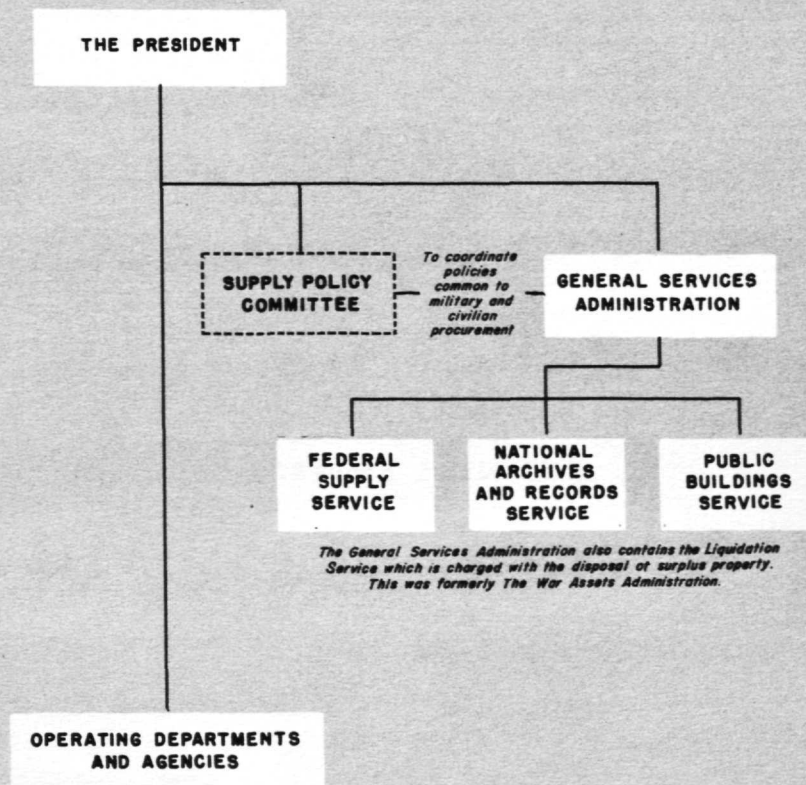 THE PRESIDENT
SUPPLY POLICY
COMMITTEE
To coordinate
policies
common to
military and
civilian
procurement
GENERAL SERVICES
ADMINISTRATION
FEDERAL
SUPPLY
SERVICE
NATIONAL
ARCHIVES
AND RECORDS
SERVICE
PUBLIC
BUILDINGS
SERVICE
The General Services Administration also contains the Liquidation
Service which is charged with the disposal of surplus property.
This was formerly The War Assets Administration.
OPERATING DEPARTMENTS
AND AGENCIES